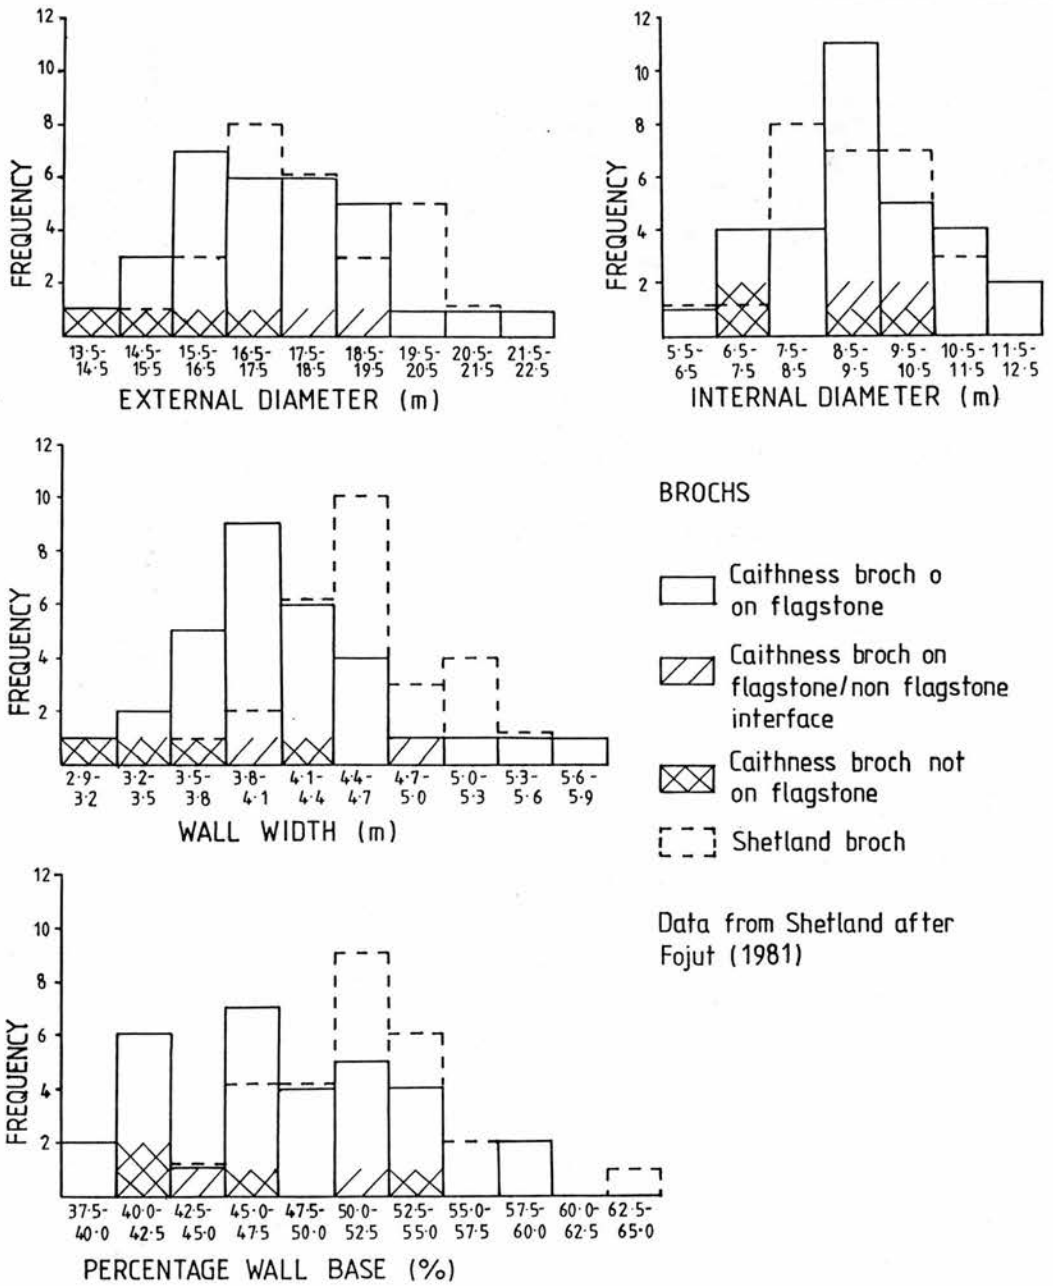 12
10
8
6
4
2
FREQUENCY
13·5- 14·5- 15·5- 16·5- 17·5- 18·5- 19·5- 20·5- 21·5-
14·5 15·5 16·5 17·5 18·5 19·5 20·5 21·5 22·5
EXTERNAL DIAMETER (m)
12
10
8
6
4
2
FREQUENCY
5·5- 6·5- 7·5- 8·5- 9·5- 10·5- 11·5-
6·5 7·5 8·5 9·5 10·5 11·5 12·5
INTERNAL DIAMETER (m)
12
10
8
6
4
2
FREQUENCY
2·9- 3·2- 3·5- 3·8- 4·1- 4·4- 4·7- 5·0- 5·3- 5·6-
3·2 3·5 3·8 4·1 4·4 4·7 5·0 5·3 5·6 5·9
WALL WIDTH (m)
BROCHS
Caithness broch o
on flagstone
Caithness broch on
flagstone/non flagstone
interface
Caithness broch not
on flagstone
Shetland broch
Data from Shetland after
Fojut (1981)
12
10
8
6
4
2
FREQUENCY
37·5- 40·0- 42·5- 45·0- 47·5- 50·0- 52·5- 55·0- 57·5- 60·0- 62·5-
40·0 42·5 45·0 47·5 50·0 52·5 55·0 57·5 60·0 62·5 65·0
PERCENTAGE WALL BASE (%)